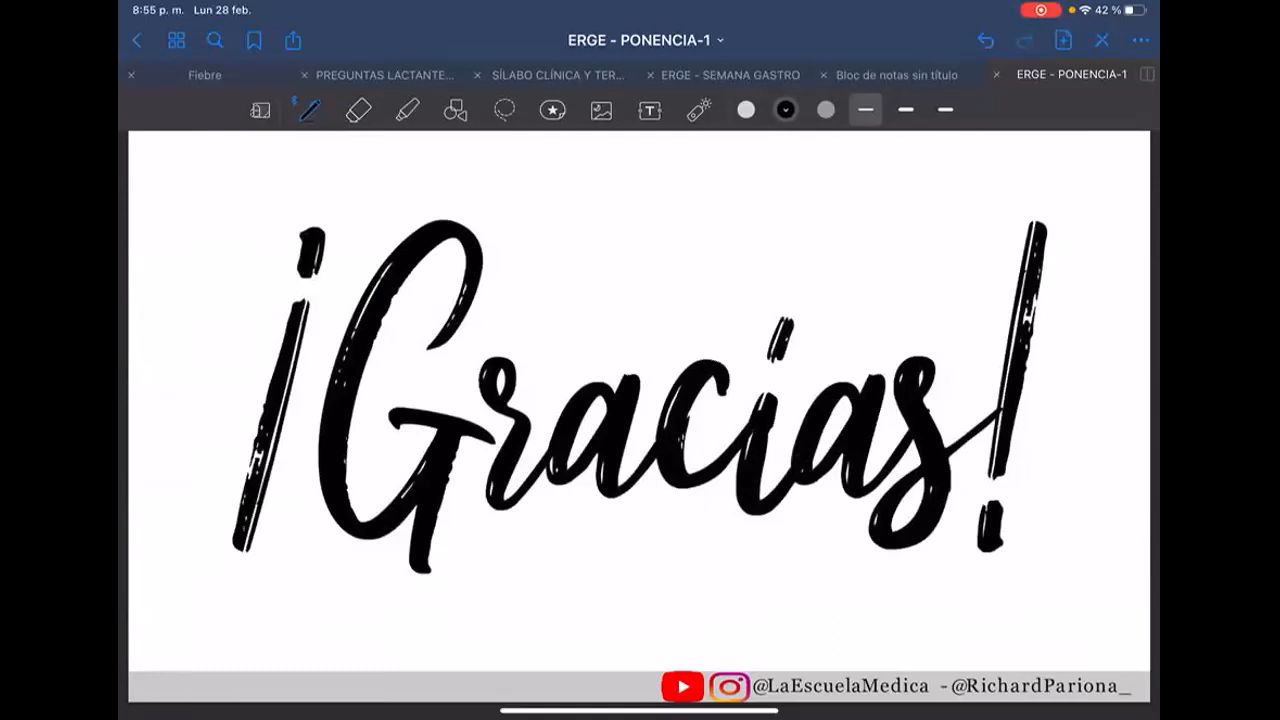 8:55 p. m. Lun 28 feb.
42 %
ERGE - PONENCIA-1
Fiebre
PREGUNTAS LACTANTE...
SÍLABO CLÍNICA Y TER...
ERGE - SEMANA GASTRO
Bloc de notas sin título
ERGE - PONENCIA-1
¡Gracias!
@LaEscuelaMedica - @RichardPariona_